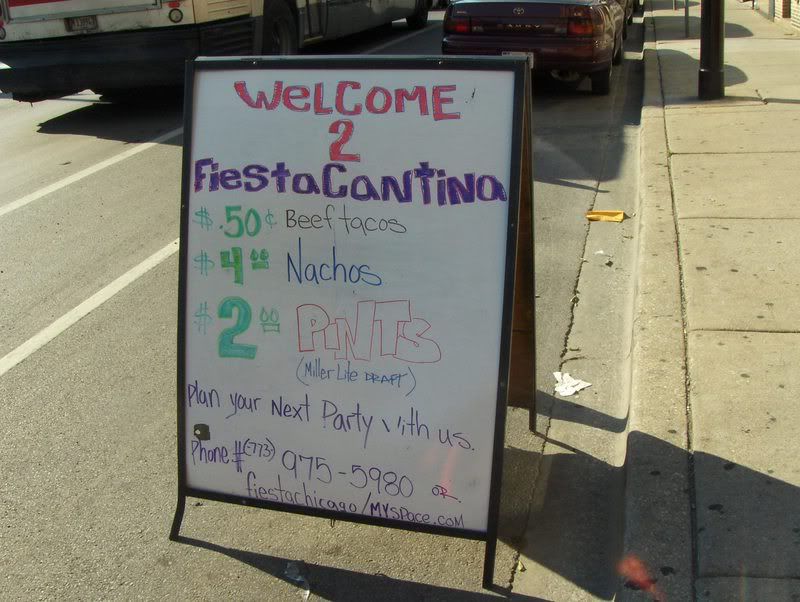 WeLCOME
2
FiestaCantina
$ .50¢ Beef tacos
$ 4.00 Nachos
$ 2.00 PiNTS
(Miller Lite DRAFT)
Plan your Next Party with us.
Phone # (773) 975-5980 OR
fiestachicago/MYSPace.com